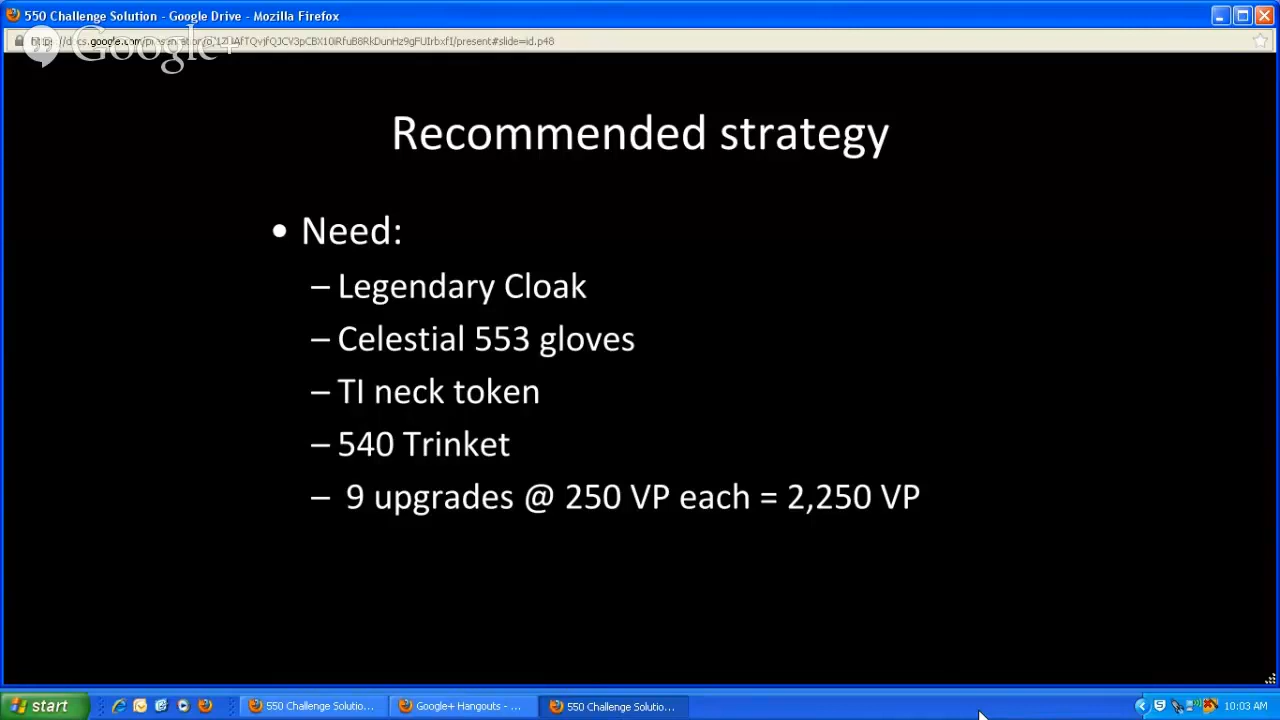 550 Challenge Solution - Google Drive - Mozilla Firefox
Google+
Recommended strategy
• Need:
– Legendary Cloak
– Celestial 553 gloves
– TI neck token
– 540 Trinket
– 9 upgrades @ 250 VP each = 2,250 VP
start
550 Challenge Solutio...
Google+ Hangouts - ...
550 Challenge Solutio...
10:03 AM